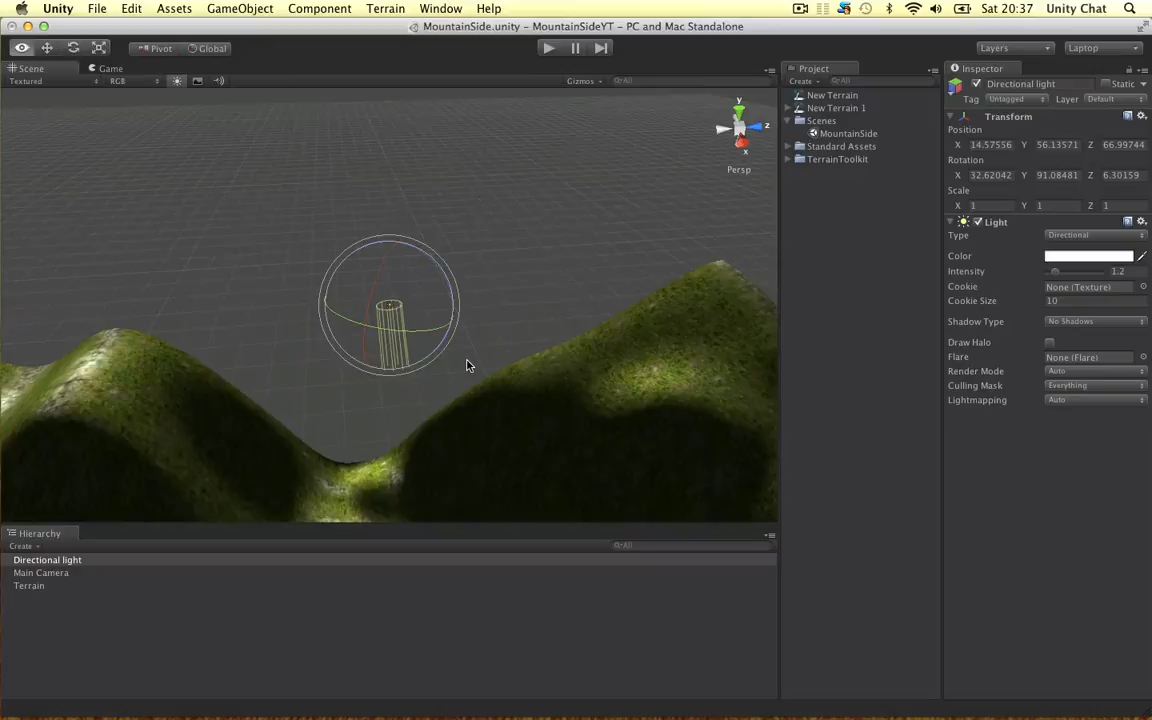 Unity File Edit Assets GameObject Component Terrain Window Help Sat 20:37 Unity Chat
MountainSide.unity - MountainSideYT - PC and Mac Standalone
Pivot Global Layers Laptop
Scene Game Project Inspector
Textured RGB Gizmos All Create All
Directional light Static
Tag Untagged Layer Default
Transform
Position
X 14.57556 Y 56.13571 Z 66.99744
Rotation
X 32.62042 Y 91.08481 Z 6.30159
Scale
X 1 Y 1 Z 1
Light
Type Directional
Color
Intensity 1.2
Cookie None (Texture)
Cookie Size 10
Shadow Type No Shadows
Draw Halo
Flare None (Flare)
Render Mode Auto
Culling Mask Everything
Lightmapping Auto
New Terrain
New Terrain 1
Scenes
MountainSide
Standard Assets
TerrainToolkit
y
z
x
Persp
Hierarchy
Create All
Directional light
Main Camera
Terrain